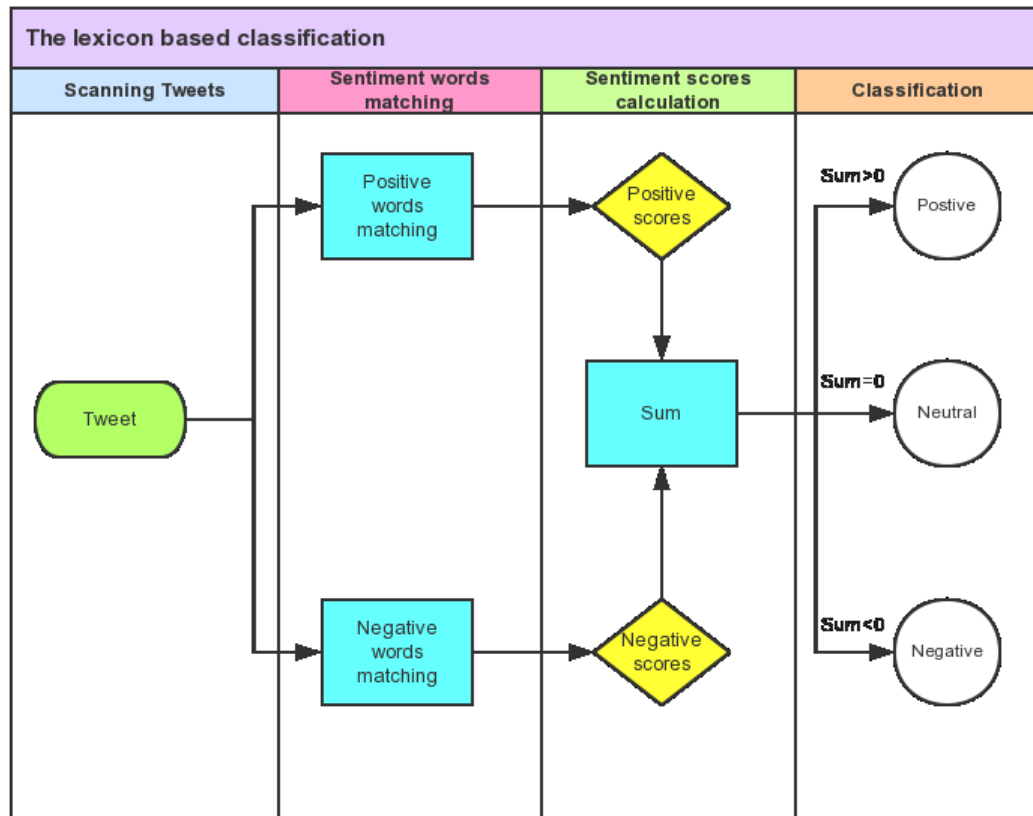 The lexicon based classification
Scanning Tweets
Sentiment words
matching
Sentiment scores
calculation
Classification
Positive
words
matching
Positive
scores
Sum>0
Postive
Tweet
Sum
Sum=0
Neutral
Negative
words
matching
Negative
scores
Sum<0
Negative